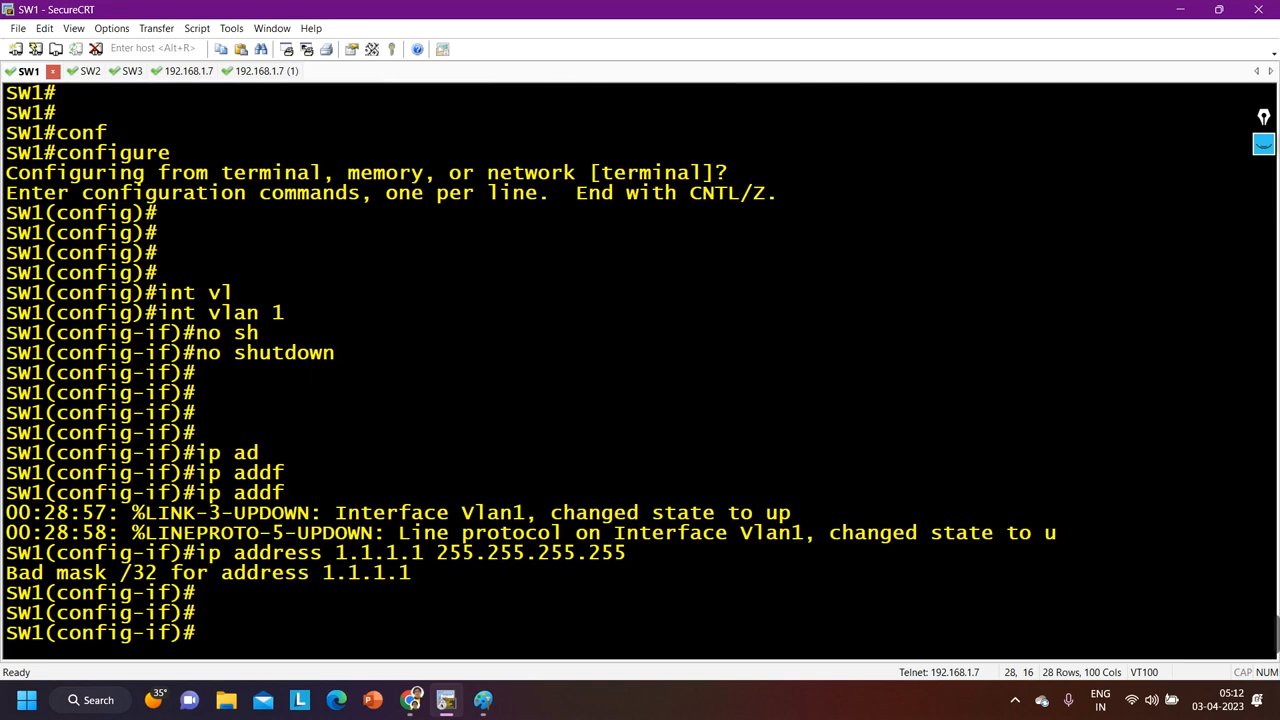 SW1 - SecureCRT
File Edit View Options Transfer Script Tools Window Help
Enter host <Alt+R>
SW1 x SW2 SW3 192.168.1.7 192.168.1.7 (1)
SW1#
SW1#
SW1#conf
SW1#configure
Configuring from terminal, memory, or network [terminal]?
Enter configuration commands, one per line.  End with CNTL/Z.
SW1(config)#
SW1(config)#
SW1(config)#
SW1(config)#
SW1(config)#int vl
SW1(config)#int vlan 1
SW1(config-if)#no sh
SW1(config-if)#no shutdown
SW1(config-if)#
SW1(config-if)#
SW1(config-if)#
SW1(config-if)#
SW1(config-if)#ip ad
SW1(config-if)#ip addf
SW1(config-if)#ip addf
00:28:57: %LINK-3-UPDOWN: Interface Vlan1, changed state to up
00:28:58: %LINEPROTO-5-UPDOWN: Line protocol on Interface Vlan1, changed state to u
SW1(config-if)#ip address 1.1.1.1 255.255.255.255
Bad mask /32 for address 1.1.1.1
SW1(config-if)#
SW1(config-if)#
SW1(config-if)#
Ready Telnet: 192.168.1.7 28, 16 28 Rows, 100 Cols VT100 CAP NUM
Search 35° L ENG IN 05:12 03-04-2023